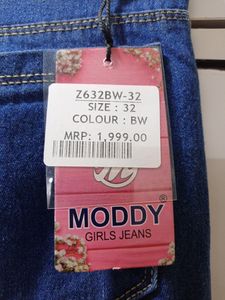 Z632BW-32
SIZE : 32
COLOUR : BW
MRP: 1,999.00
MODDY
GIRLS JEANS